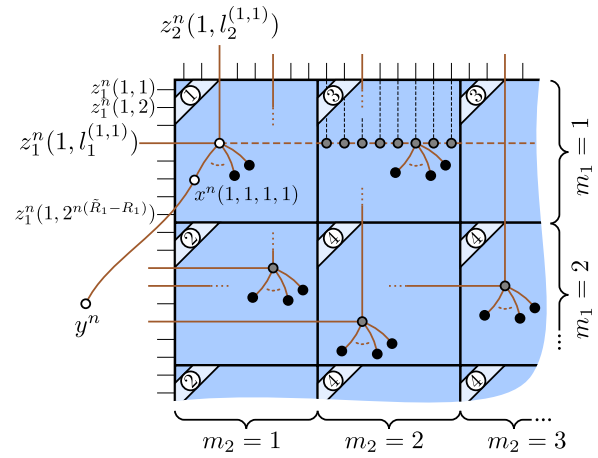 z_2^n(1, l_2^{(1,1)})
z_1^n(1, 1)
z_1^n(1, 2)
z_1^n(1, l_1^{(1,1)})
z_1^n(1, 2^{n(\tilde{R}_1 - R_1)})
1
3
3
x^n(1, 1, 1, 1)
m_1 = 1
2
4
4
y^n
m_1 = 2
...
2
4
4
m_2 = 1
m_2 = 2
m_2 = 3
...